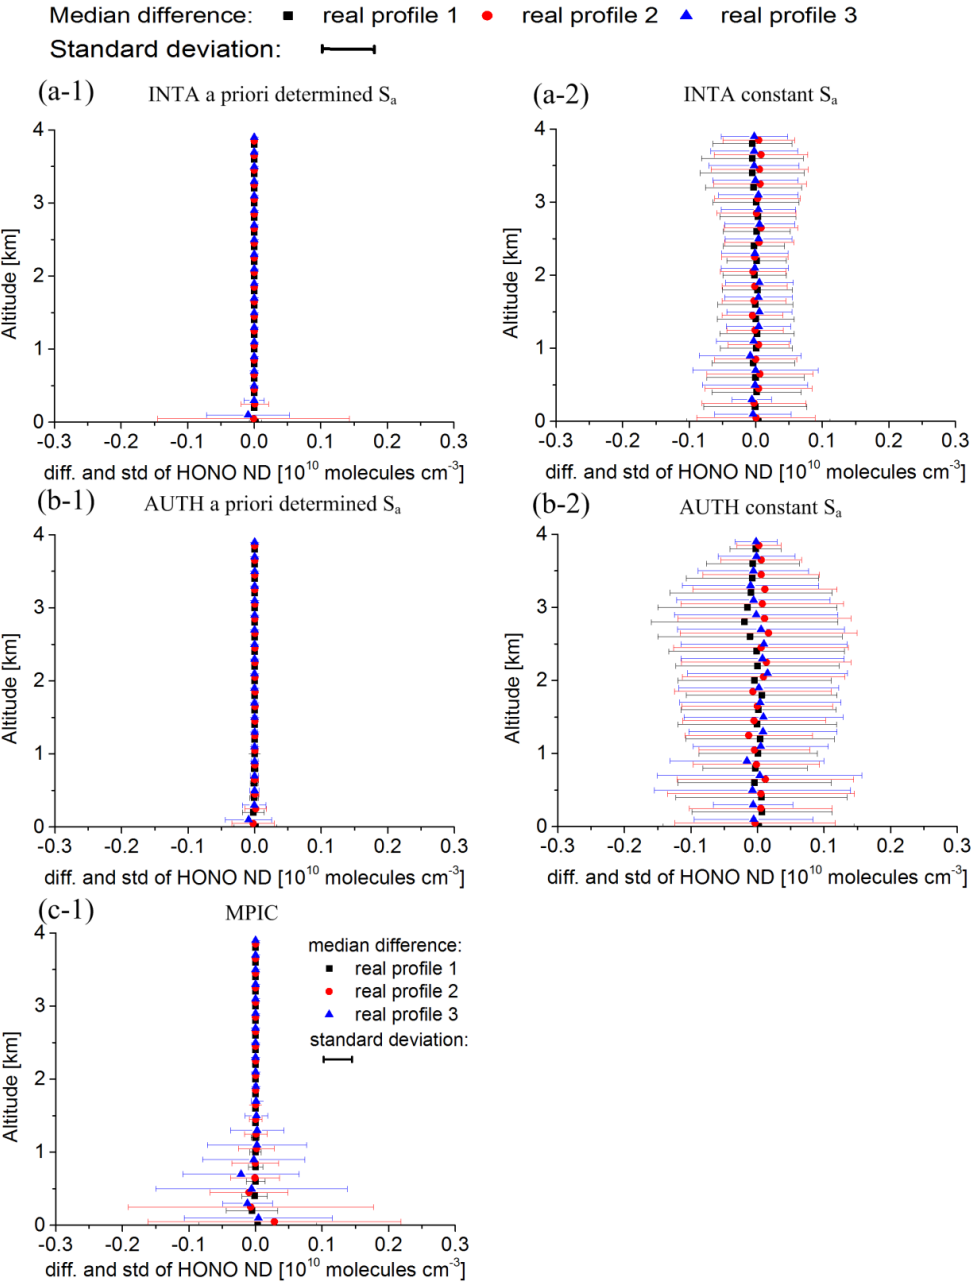 Median difference: ■ real profile 1 ● real profile 2 ▲ real profile 3
Standard deviation:
(a-1) INTA a priori determined Sₐ
4
3
2
1
0
Altitude [km]
-0.3 -0.2 -0.1 0.0 0.1 0.2 0.3
diff. and std of HONO ND [10¹⁰ molecules cm⁻³]
(a-2) INTA constant Sₐ
4
3
2
1
0
Altitude [km]
-0.3 -0.2 -0.1 0.0 0.1 0.2 0.3
diff. and std of HONO ND [10¹⁰ molecules cm⁻³]
(b-1) AUTH a priori determined Sₐ
4
3
2
1
0
Altitude [km]
-0.3 -0.2 -0.1 0.0 0.1 0.2 0.3
diff. and std of HONO ND [10¹⁰ molecules cm⁻³]
(b-2) AUTH constant Sₐ
4
3
2
1
0
Altitude [km]
-0.3 -0.2 -0.1 0.0 0.1 0.2 0.3
diff. and std of HONO ND [10¹⁰ molecules cm⁻³]
(c-1) MPIC
median difference:
■ real profile 1
● real profile 2
▲ real profile 3
standard deviation:
4
3
2
1
0
Altitude [km]
-0.3 -0.2 -0.1 0.0 0.1 0.2 0.3
diff. and std of HONO ND [10¹⁰ molecules cm⁻³]